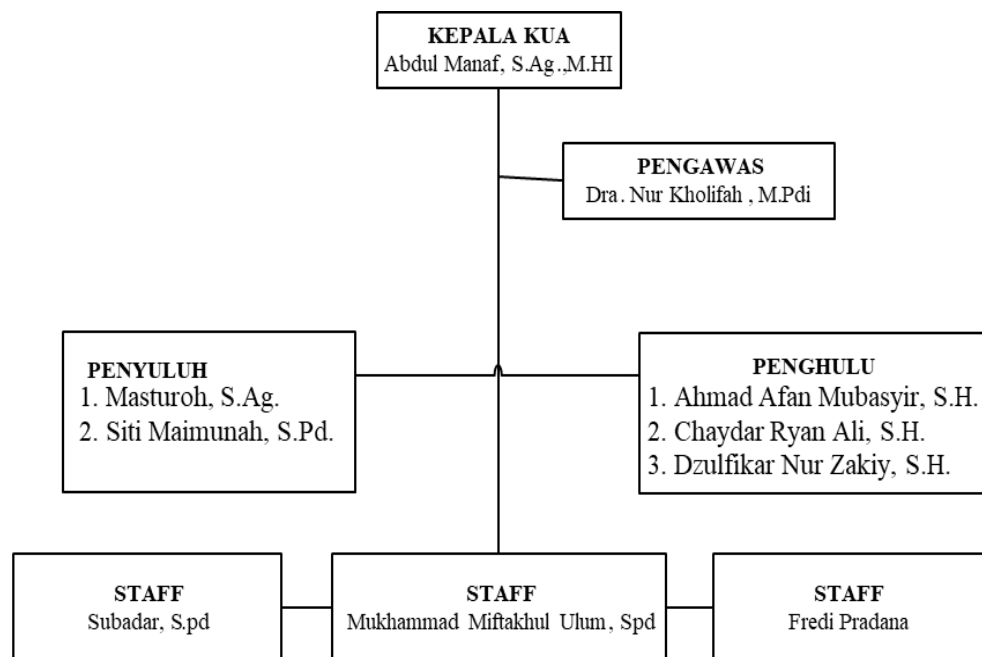 KEPALA KUA
Abdul Manaf, S.Ag.,M.HI
PENGAWAS
Dra. Nur Kholifah , M.Pdi
PENYULUH
1. Masturoh, S.Ag.
2. Siti Maimunah, S.Pd.
PENGHULU
1. Ahmad Afan Mubasyir, S.H.
2. Chaydar Ryan Ali, S.H.
3. Dzulfikar Nur Zakiy, S.H.
STAFF
Subadar, S.pd
STAFF
Mukhammad Miftakhul Ulum, Spd
STAFF
Fredi Pradana